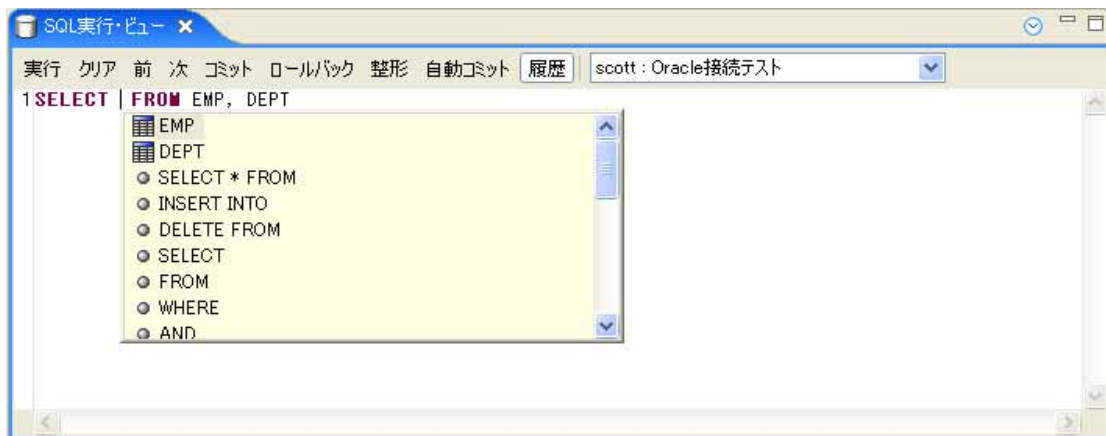 SQL実行・ビュー
実行 クリア 前 次 コミット ロールバック 整形 自動コミット 履歴 scott : Oracle接続テスト
1 SELECT | FROM EMP, DEPT
EMP
DEPT
SELECT * FROM
INSERT INTO
DELETE FROM
SELECT
FROM
WHERE
AND